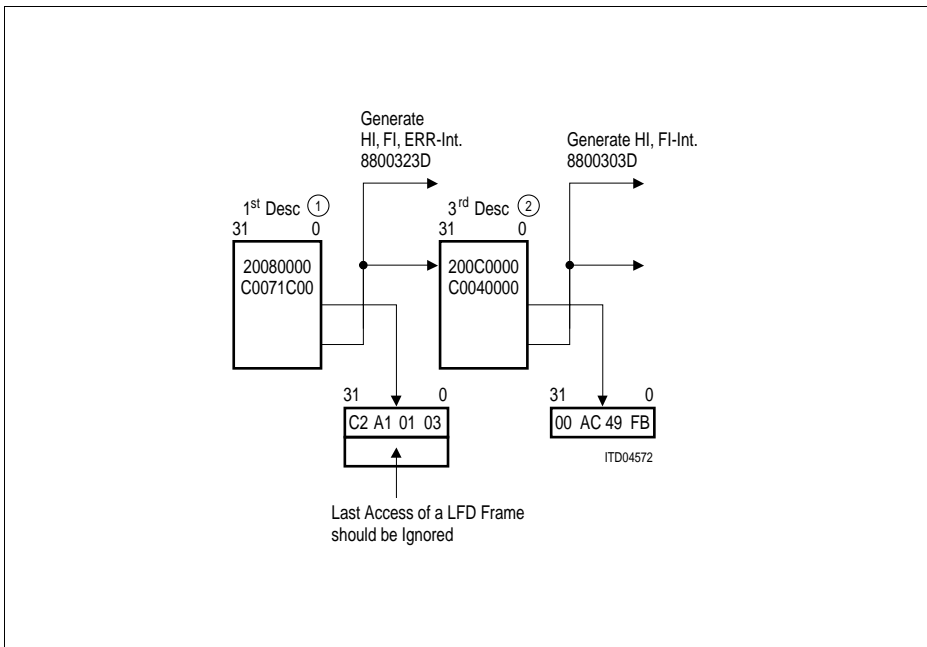 Generate
HI, FI, ERR-Int.
8800323D
Generate HI, FI-Int.
8800303D
1st Desc 1
31 0
20080000
C0071C00
3rd Desc 2
31 0
200C0000
C0040000
31 0
C2 A1 01 03
31 0
00 AC 49 FB
ITD04572
Last Access of a LFD Frame
should be Ignored